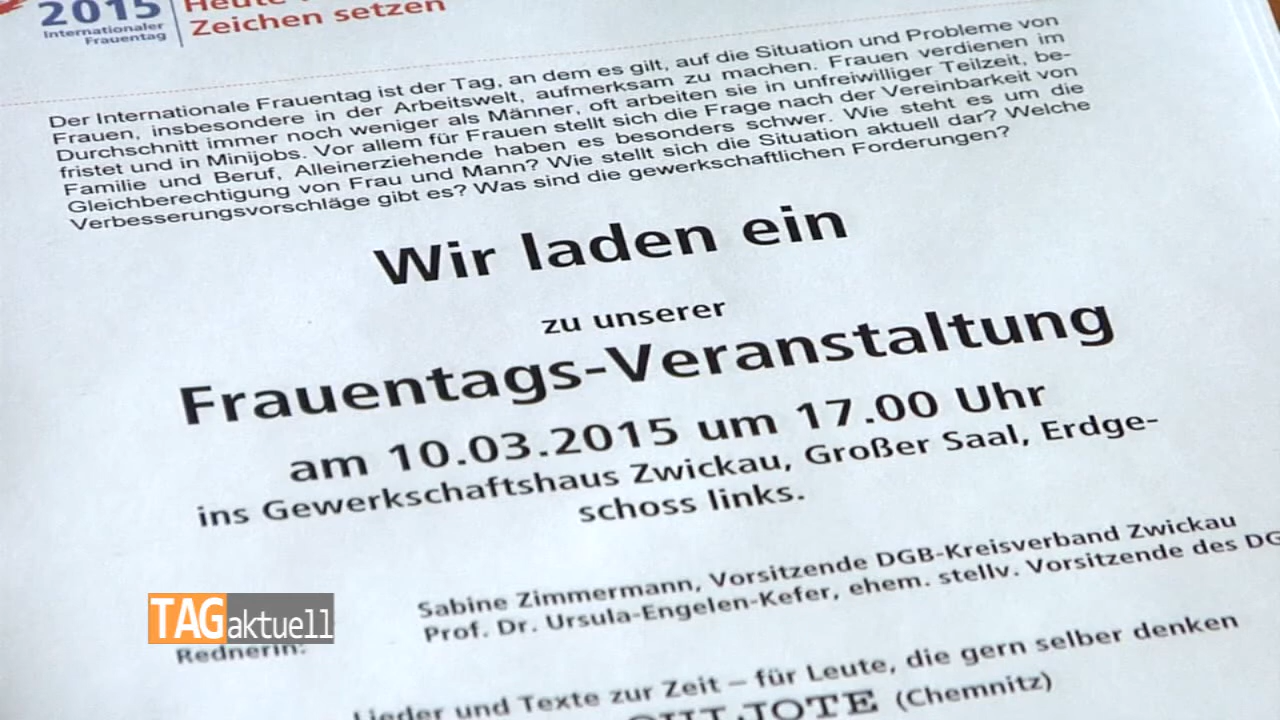 2015
Internationaler
Frauentag
Heute
Zeichen setzen
Der Internationale Frauentag ist der Tag, an dem es gilt, auf die Situation und Probleme von
Frauen, insbesondere in der Arbeitswelt, aufmerksam zu machen. Frauen verdienen im
Durchschnitt immer noch weniger als Männer, oft arbeiten sie in unfreiwilliger Teilzeit, be-
fristet und in Minijobs. Vor allem für Frauen stellt sich die Frage nach der Vereinbarkeit von
Familie und Beruf, Alleinerziehende haben es besonders schwer. Wie steht es um die
Gleichberechtigung von Frau und Mann? Wie stellt sich die Situation aktuell dar? Welche
Verbesserungsvorschläge gibt es? Was sind die gewerkschaftlichen Forderungen?
Wir laden ein
zu unserer
Frauentags-Veranstaltung
am 10.03.2015 um 17.00 Uhr
ins Gewerkschaftshaus Zwickau, Großer Saal, Erdge-
schoss links.
Sabine Zimmermann, Vorsitzende DGB-Kreisverband Zwickau
Prof. Dr. Ursula-Engelen-Kefer, ehem. stellv. Vorsitzende des DG
TAG aktuell
Rednerin:
Lieder und Texte zur Zeit – für Leute, die gern selber denken
(Chemnitz)